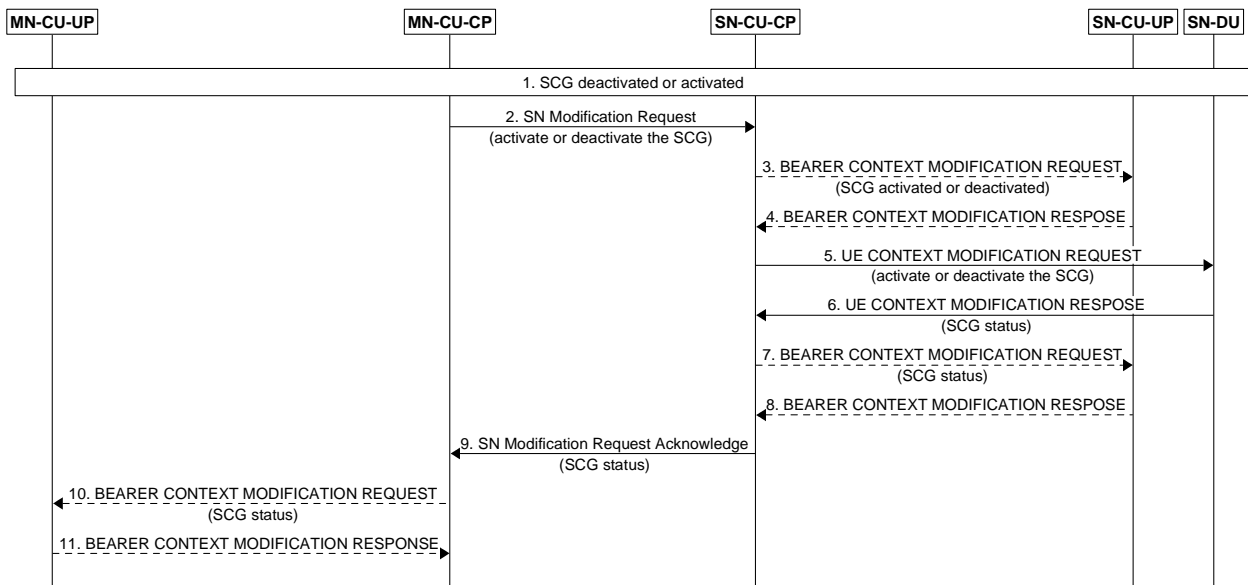 MN-CU-UP MN-CU-CP SN-CU-CP SN-CU-UP SN-DU
1. SCG deactivated or activated
2. SN Modification Request
(activate or deactivate the SCG)
3. BEARER CONTEXT MODIFICATION REQUEST
(SCG activated or deactivated)
4. BEARER CONTEXT MODIFICATION RESPOSE
5. UE CONTEXT MODIFICATION REQUEST
(activate or deactivate the SCG)
6. UE CONTEXT MODIFICATION RESPOSE
(SCG status)
7. BEARER CONTEXT MODIFICATION REQUEST
(SCG status)
8. BEARER CONTEXT MODIFICATION RESPOSE
9. SN Modification Request Acknowledge
(SCG status)
10. BEARER CONTEXT MODIFICATION REQUEST
(SCG status)
11. BEARER CONTEXT MODIFICATION RESPONSE